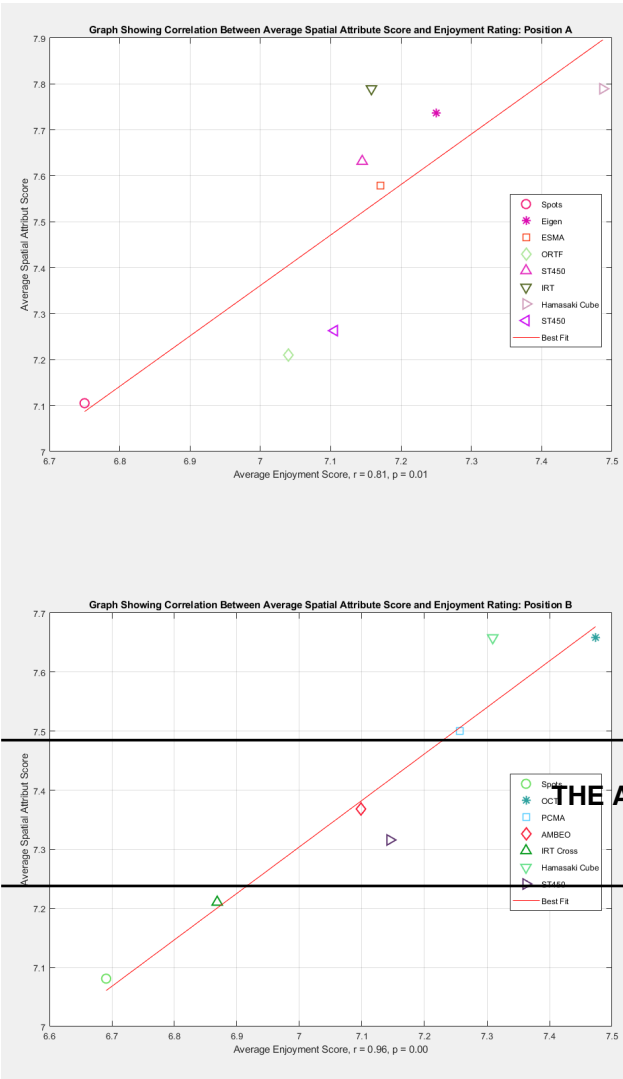 Graph Showing Correlation Between Average Spatial Attribute Score and Enjoyment Rating: Position A
7.9
7.8
7.7
7.6
7.5
7.4
7.3
7.2
7.1
7
Average Spatial Attribut Score
Spots
Eigen
ESMA
ORTF
ST450
IRT
Hamasaki Cube
ST450
Best Fit
6.7 6.8 6.9 7 7.1 7.2 7.3 7.4 7.5
Average Enjoyment Score, r = 0.81, p = 0.01
Graph Showing Correlation Between Average Spatial Attribute Score and Enjoyment Rating: Position B
7.7
7.6
7.5
7.4
7.3
7.2
7.1
7
Average Spatial Attribut Score
Spots
OCT
THE A
PCMA
AMBEO
IRT Cross
Hamasaki Cube
ST450
Best Fit
6.6 6.7 6.8 6.9 7 7.1 7.2 7.3 7.4 7.5
Average Enjoyment Score, r = 0.96, p = 0.00